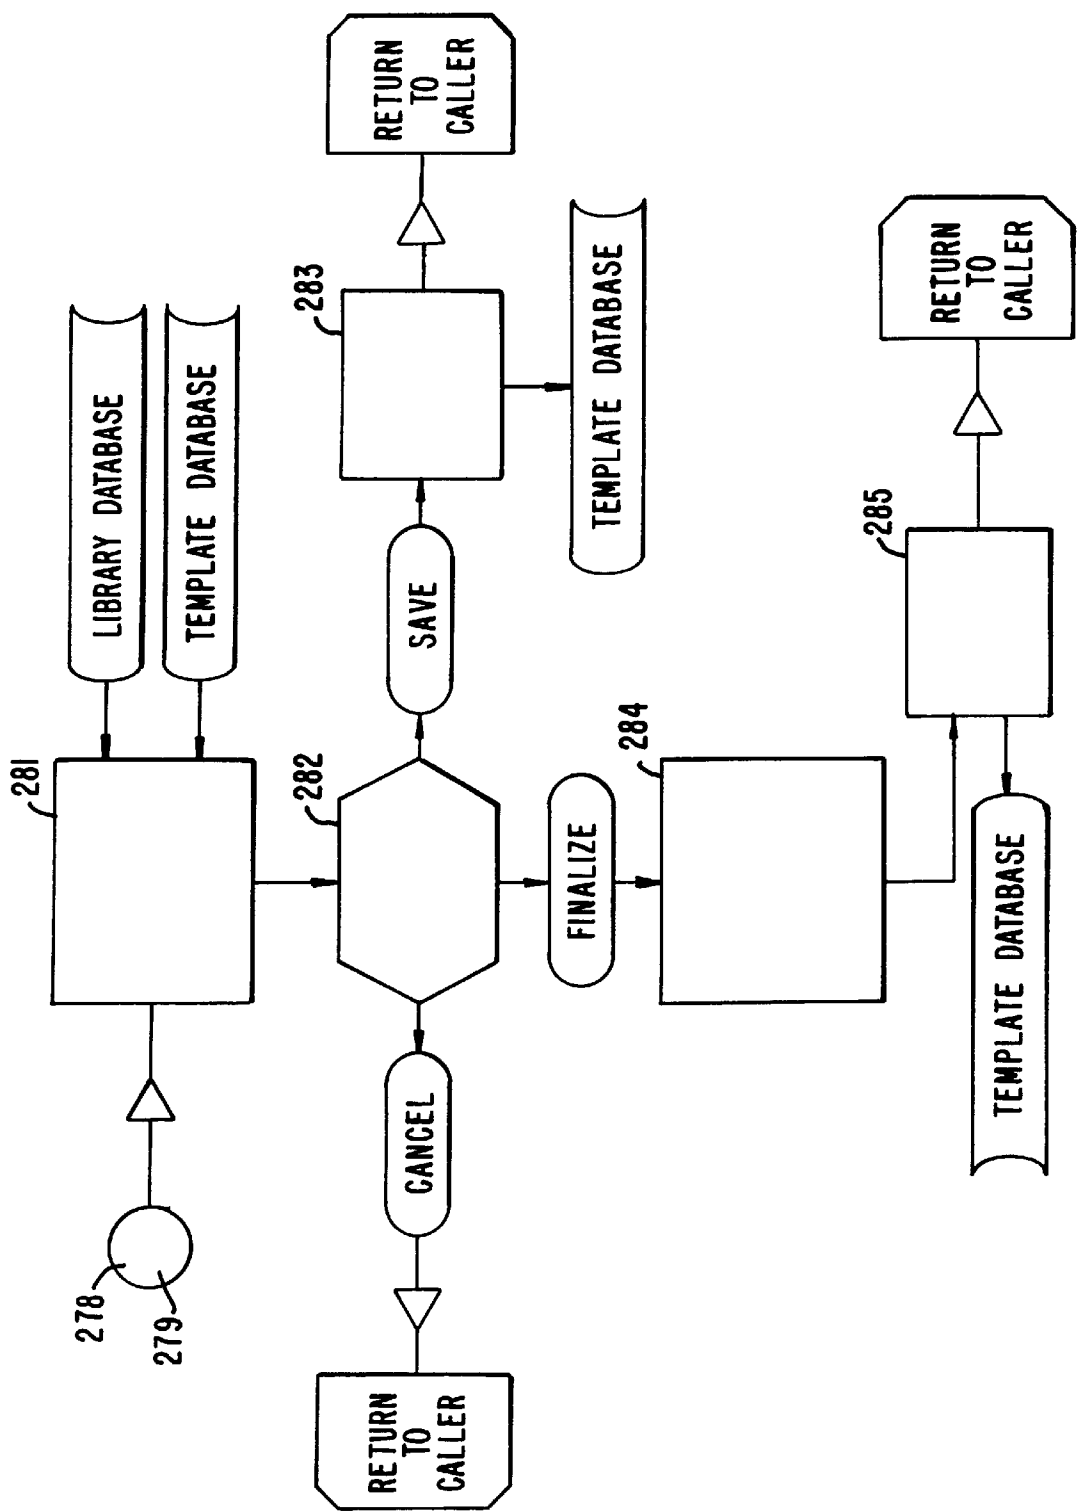 281
278
279
LIBRARY DATABASE
TEMPLATE DATABASE
282
283
RETURN
TO
CALLER
CANCEL
SAVE
RETURN
TO
CALLER
FINALIZE
TEMPLATE DATABASE
284
285
RETURN
TO
CALLER
TEMPLATE DATABASE